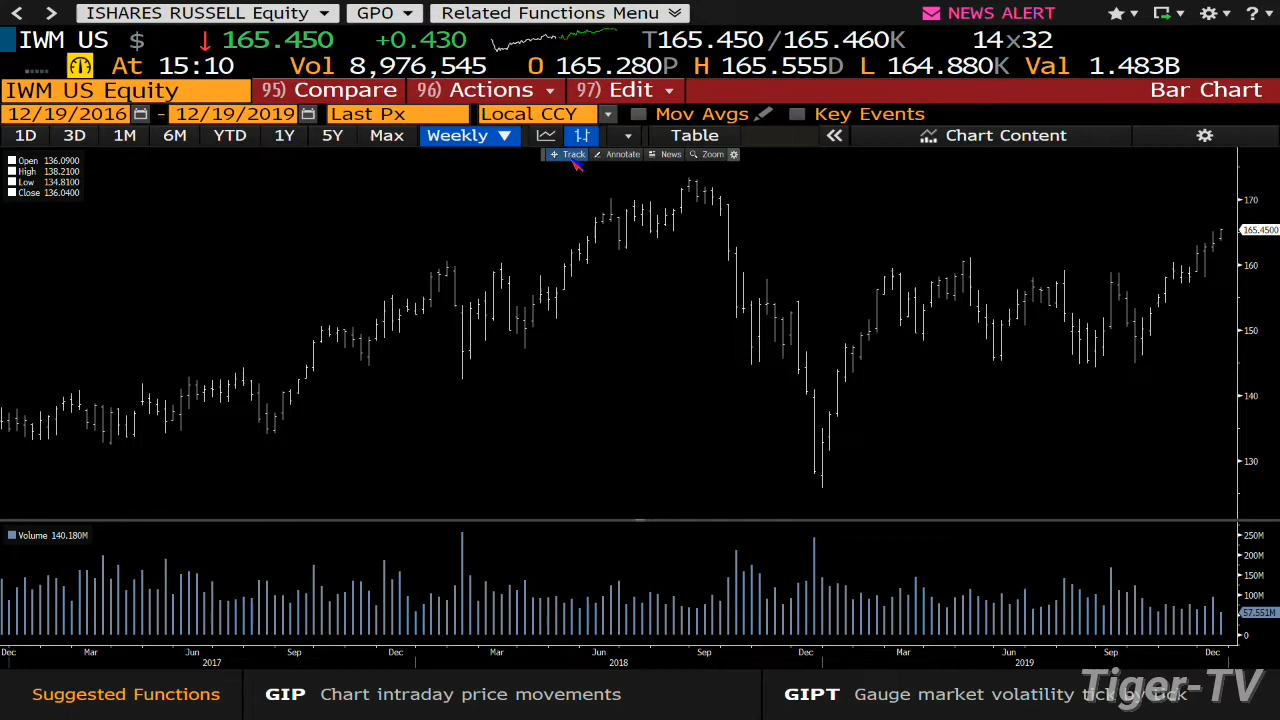 ISHARES RUSSELL Equity GPO Related Functions Menu NEWS ALERT ?
IWM US $ 165.450 +0.430 T165.450/165.460K 14x32
At 15:10 Vol 8,976,545 O 165.280P H 165.555D L 164.880K Val 1.483B
IWM US Equity 95) Compare 96) Actions 97) Edit Bar Chart
12/19/2016 - 12/19/2019 Last Px Local CCY Mov Avgs Key Events
1D 3D 1M 6M YTD 1Y 5Y Max Weekly Table Chart Content
Track Annotate News Zoom
Open 136.0900
High 138.2100
Low 134.8100
Close 136.0400
170
165.4500
160
150
140
130
Volume 140.180M
250M
200M
150M
100M
57.551M
0
Dec Mar Jun Sep Dec Mar Jun Sep Dec Mar Jun Sep Dec
2017 2018 2019
Suggested Functions GIP Chart intraday price movements GIPT Gauge market volatility tick by tick
Tiger-TV